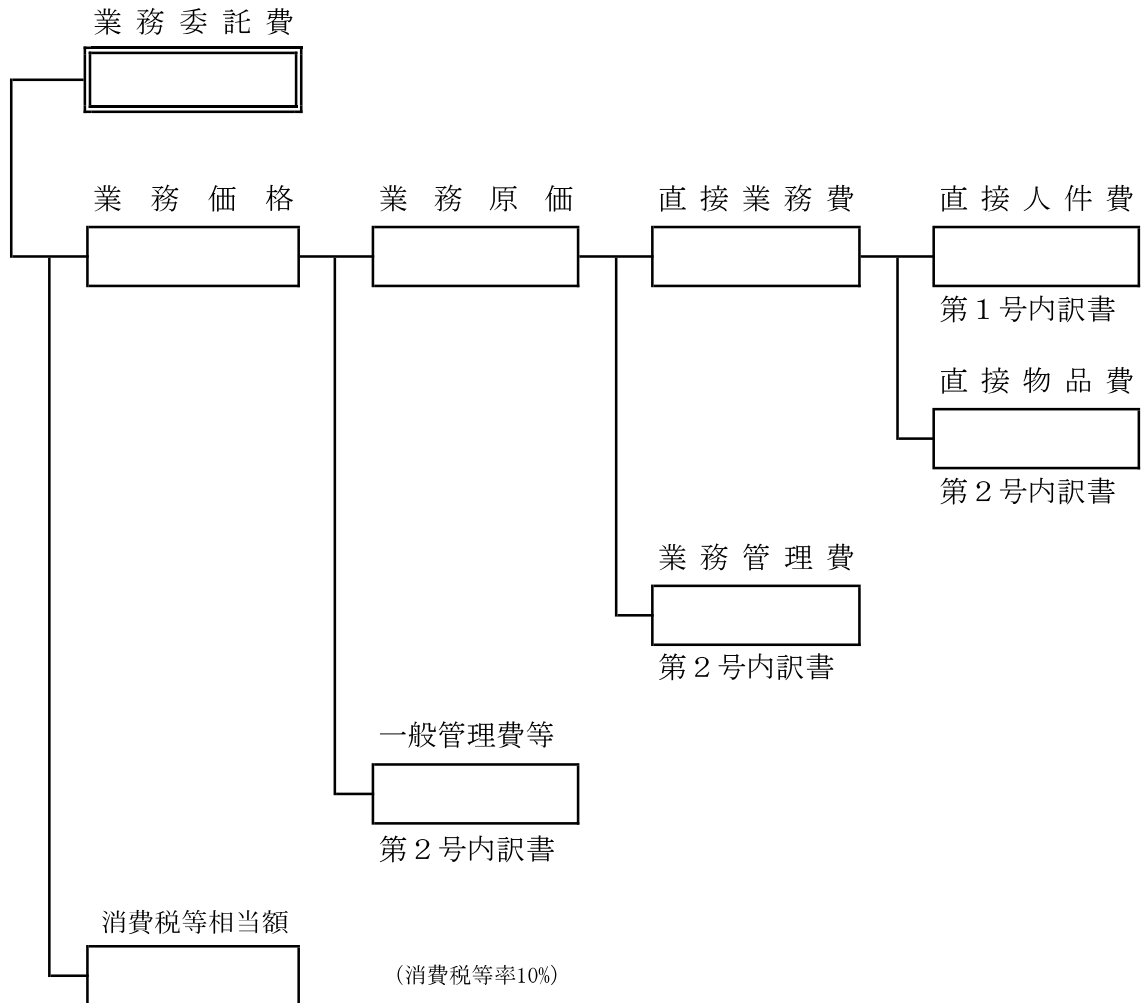 業務委託費
業務価格
業務原価
直接業務費
直接人件費
第１号内訳書
直接物品費
第２号内訳書
業務管理費
第２号内訳書
一般管理費等
第２号内訳書
消費税等相当額
（消費税等率10%）